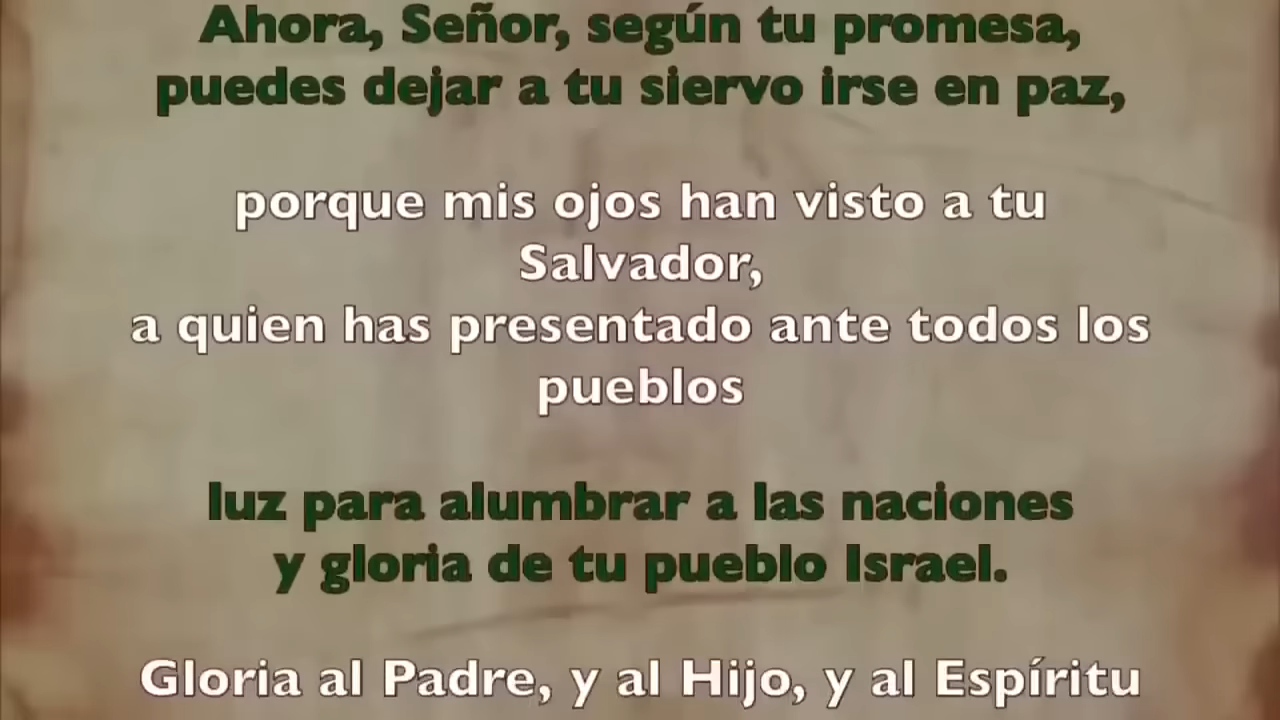 Ahora, Señor, según tu promesa,
puedes dejar a tu siervo irse en paz,
porque mis ojos han visto a tu
Salvador,
a quien has presentado ante todos los
pueblos
luz para alumbrar a las naciones
y gloria de tu pueblo Israel.
Gloria al Padre, y al Hijo, y al Espíritu